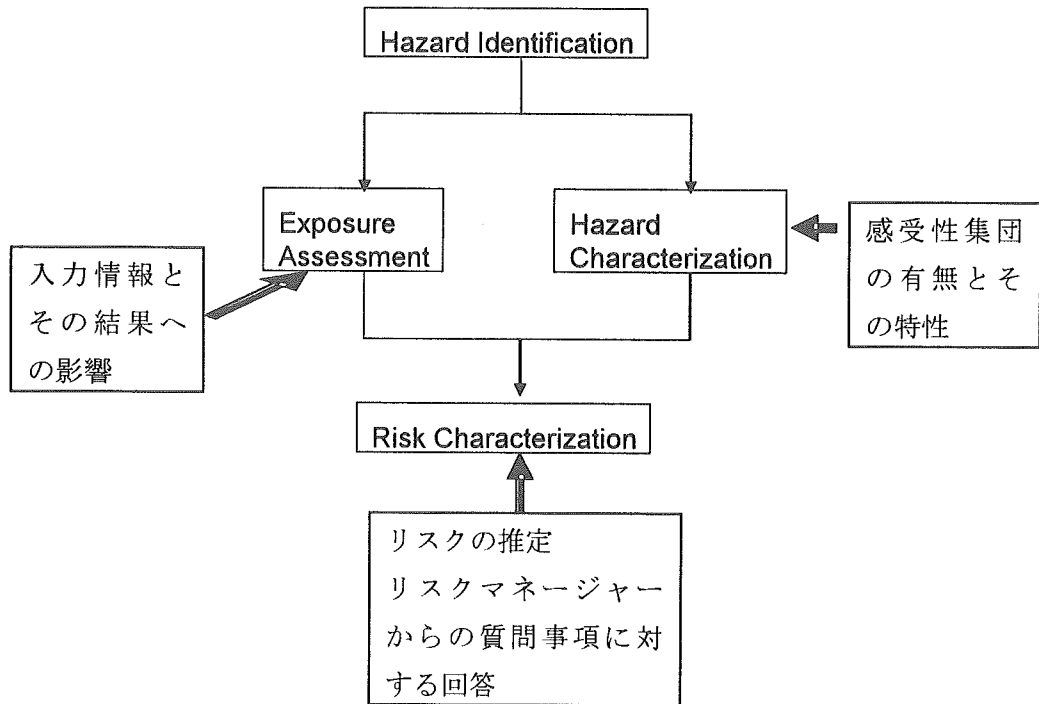 Hazard Identification
Exposure
Assessment
Hazard
Characterization
感受性集団
の有無とそ
の特性
入力情報と
その結果へ
の影響
Risk Characterization
リスクの推定
リスクマネージャー
からの質問事項に対
する回答